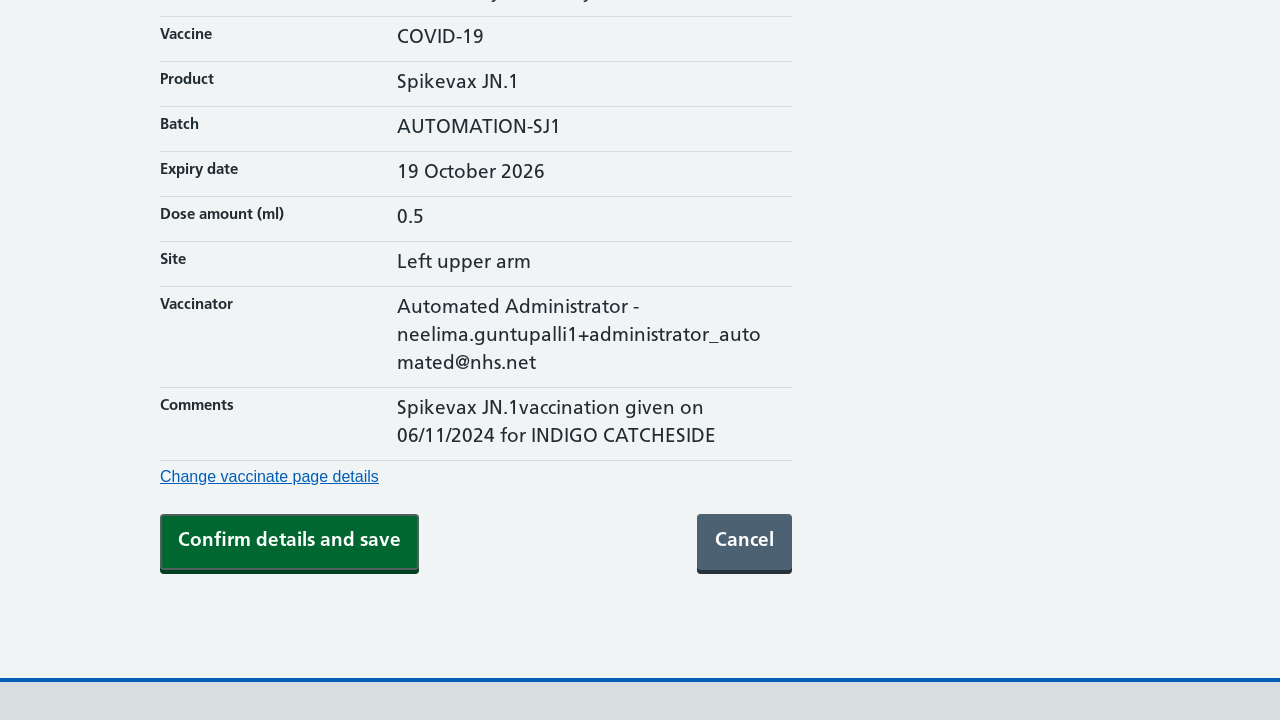 Vaccine
COVID-19
Product
Spikevax JN.1
Batch
AUTOMATION-SJ1
Expiry date
19 October 2026
Dose amount (ml)
0.5
Site
Left upper arm
Vaccinator
Automated Administrator -
neelima.guntupalli1+administrator_auto
mated@nhs.net
Comments
Spikevax JN.1vaccination given on
06/11/2024 for INDIGO CATCHESIDE
Change vaccinate page details
Confirm details and save
Cancel